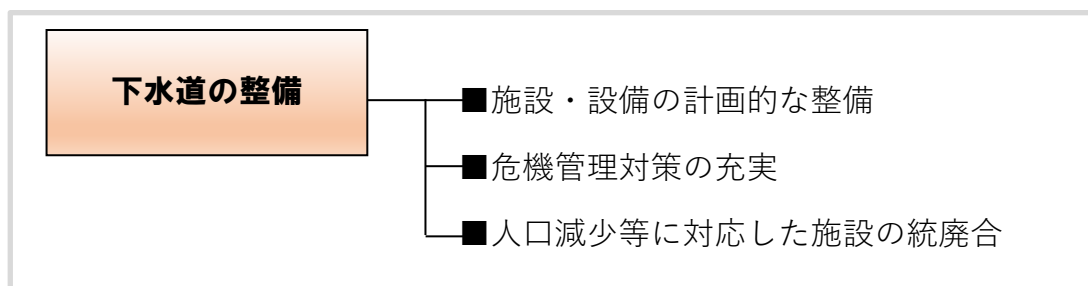 下水道の整備
■施設・設備の計画的な整備
■危機管理対策の充実
■人口減少等に対応した施設の統廃合